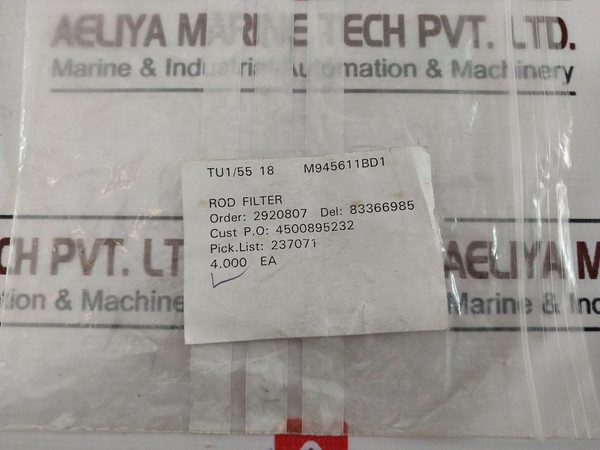 AELIYA MARINE TECH PVT. LTD.
Marine & Industrial Automation & Machinery
TU1/55 18 M945611BD1
ROD FILTER
Order: 2920807 Del: 83366985
Cust P.O: 4500895232
Pick.List: 237071
4.000 EA
CH PVT. LT
AELIYA M
tion & Machine
Marine & Ind